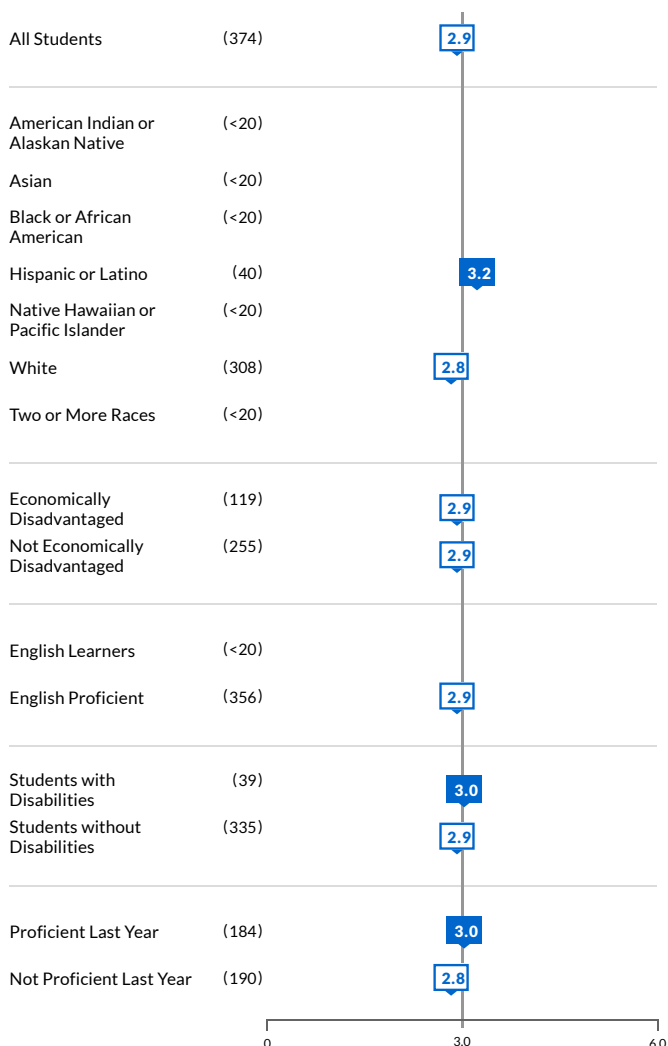 All Students (374) 2.9
American Indian or (<20)
Alaskan Native
Asian (<20)
Black or African (<20)
American
Hispanic or Latino (40) 3.2
Native Hawaiian or (<20)
Pacific Islander
White (308) 2.8
Two or More Races (<20)
Economically (119) 2.9
Disadvantaged
Not Economically (255) 2.9
Disadvantaged
English Learners (<20)
English Proficient (356) 2.9
Students with (39) 3.0
Disabilities
Students without (335) 2.9
Disabilities
Proficient Last Year (184) 3.0
Not Proficient Last Year (190) 2.8
0 3.0 6.0